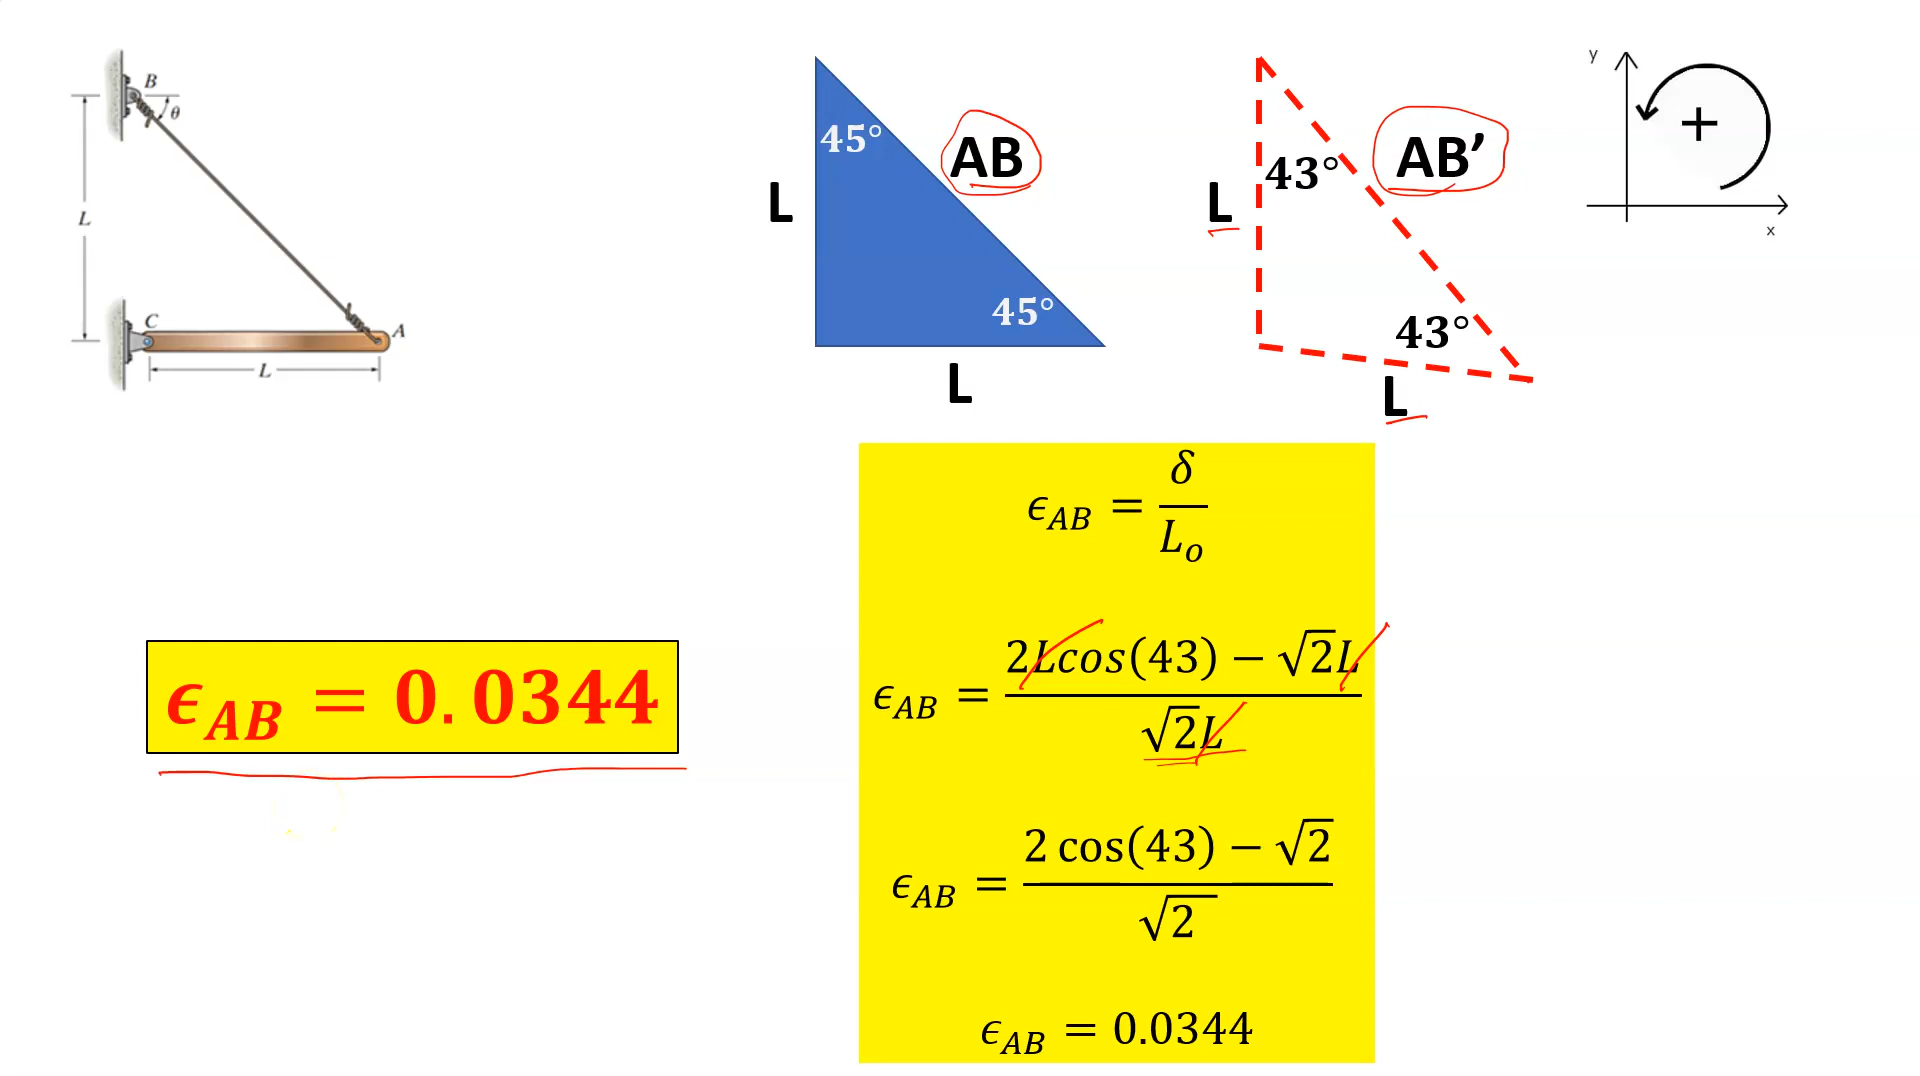 B
θ
L
C
A
L
45°
AB
L
45°
L
43°
AB’
L
43°
L
y
+
x
ϵ_AB = δ/L_o
ϵ_AB = (2Lcos(43) − √2L)/(√2L)
ϵ_AB = (2 cos(43) − √2)/√2
ϵ_AB = 0.0344
ϵ_AB = 0.0344